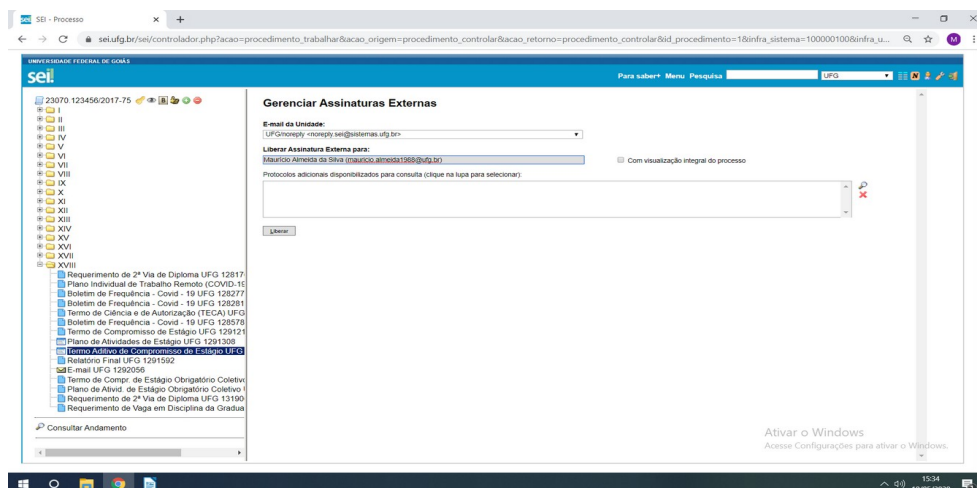 SEI - Processo
sei.ufg.br/sei/controlador.php?acao=procedimento_trabalhar&acao_origem=procedimento_controlar&acao_retorno=procedimento_controlar&id_procedimento=1&infra_sistema=100000100&infra_u...
M
UNIVERSIDADE FEDERAL DE GOIÁS
sei!
Para saber+ Menu Pesquisa
UFG
23070.123456/2017-75
I
II
III
IV
V
VI
VII
VIII
IX
X
XI
XII
XIII
XIV
XV
XVI
XVII
XVIII
Requerimento de 2ª Via de Diploma UFG 12817
Plano Individual de Trabalho Remoto (COVID-19
Boletim de Frequência - Covid - 19 UFG 128277
Boletim de Frequência - Covid - 19 UFG 128281
Termo de Ciência e de Autorização (TECA) UFG
Boletim de Frequência - Covid - 19 UFG 128578
Termo de Compromisso de Estágio UFG 129121
Plano de Atividades de Estágio UFG 1291308
Termo Aditivo de Compromisso de Estágio UFG
Relatório Final UFG 1291592
E-mail UFG 1292056
Termo de Compr. de Estágio Obrigatório Coletivo
Plano de Ativid. de Estágio Obrigatório Coletivo
Requerimento de 2ª Via de Diploma UFG 13190
Requerimento de Vaga em Disciplina da Gradua
Consultar Andamento
Gerenciar Assinaturas Externas
E-mail da Unidade:
UFG/noreply <noreply.sei@sistemas.ufg.br>
Liberar Assinatura Externa para:
Maurício Almeida da Silva (mauricio.almeida1968@ufg.br)
Com visualização integral do processo
Protocolos adicionais disponibilizados para consulta (clique na lupa para selecionar):
Liberar
Ativar o Windows
Acesse Configurações para ativar o Windows.
15:34